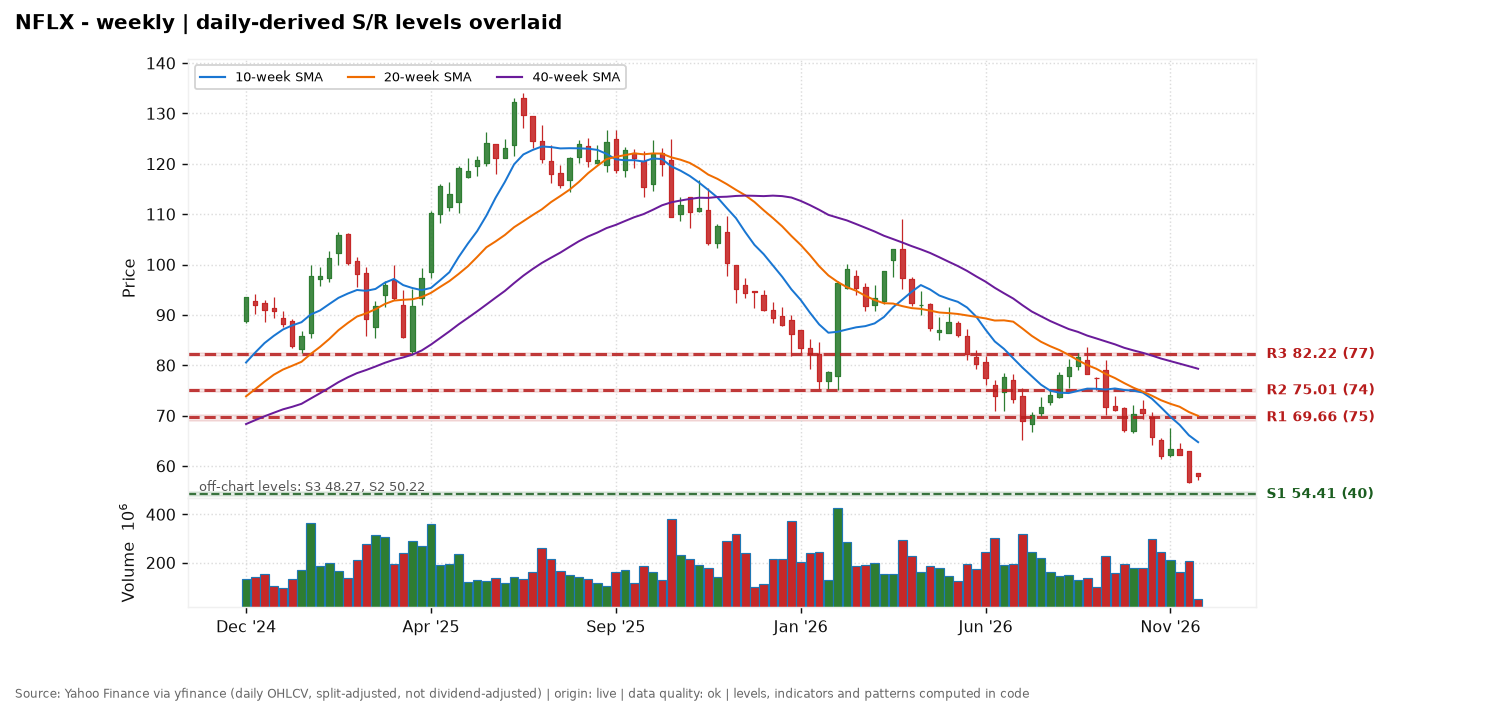 NFLX - weekly | daily-derived S/R levels overlaid
10-week SMA
20-week SMA
40-week SMA
Price
140
130
120
110
100
90
80
70
60
R3 82.22 (77)
R2 75.01 (74)
R1 69.66 (75)
S1 54.41 (40)
off-chart levels: S3 48.27, S2 50.22
Volume 10⁶
400
200
Dec '24
Apr '25
Sep '25
Jan '26
Jun '26
Nov '26
Source: Yahoo Finance via yfinance (daily OHLCV, split-adjusted, not dividend-adjusted) | origin: live | data quality: ok | levels, indicators and patterns computed in code